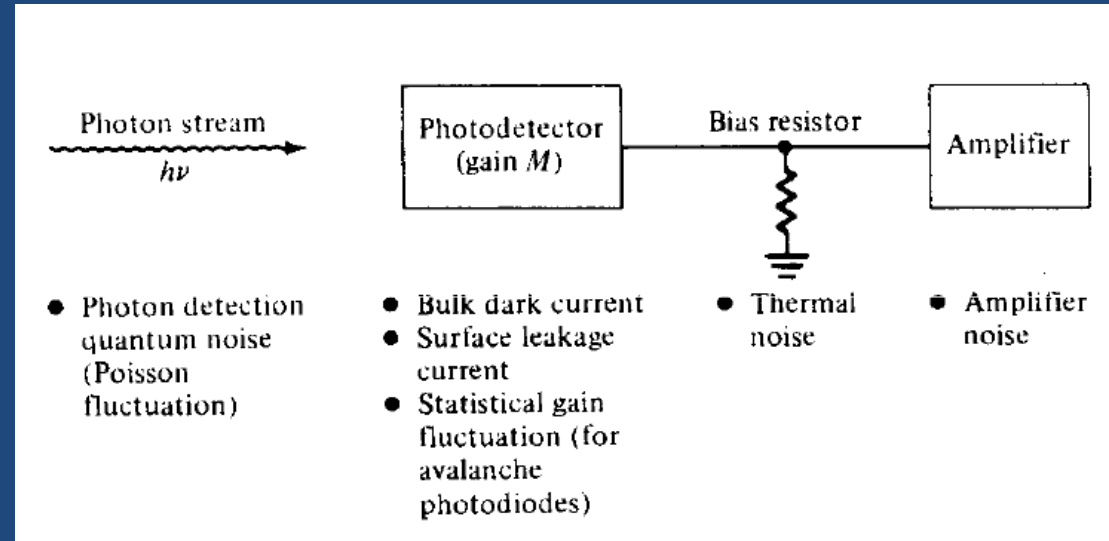 Photon stream
hν
Photodetector
(gain M)
Bias resistor
Amplifier
● Photon detection
quantum noise
(Poisson
fluctuation)
● Bulk dark current
● Surface leakage
current
● Statistical gain
fluctuation (for
avalanche
photodiodes)
● Thermal
noise
● Amplifier
noise